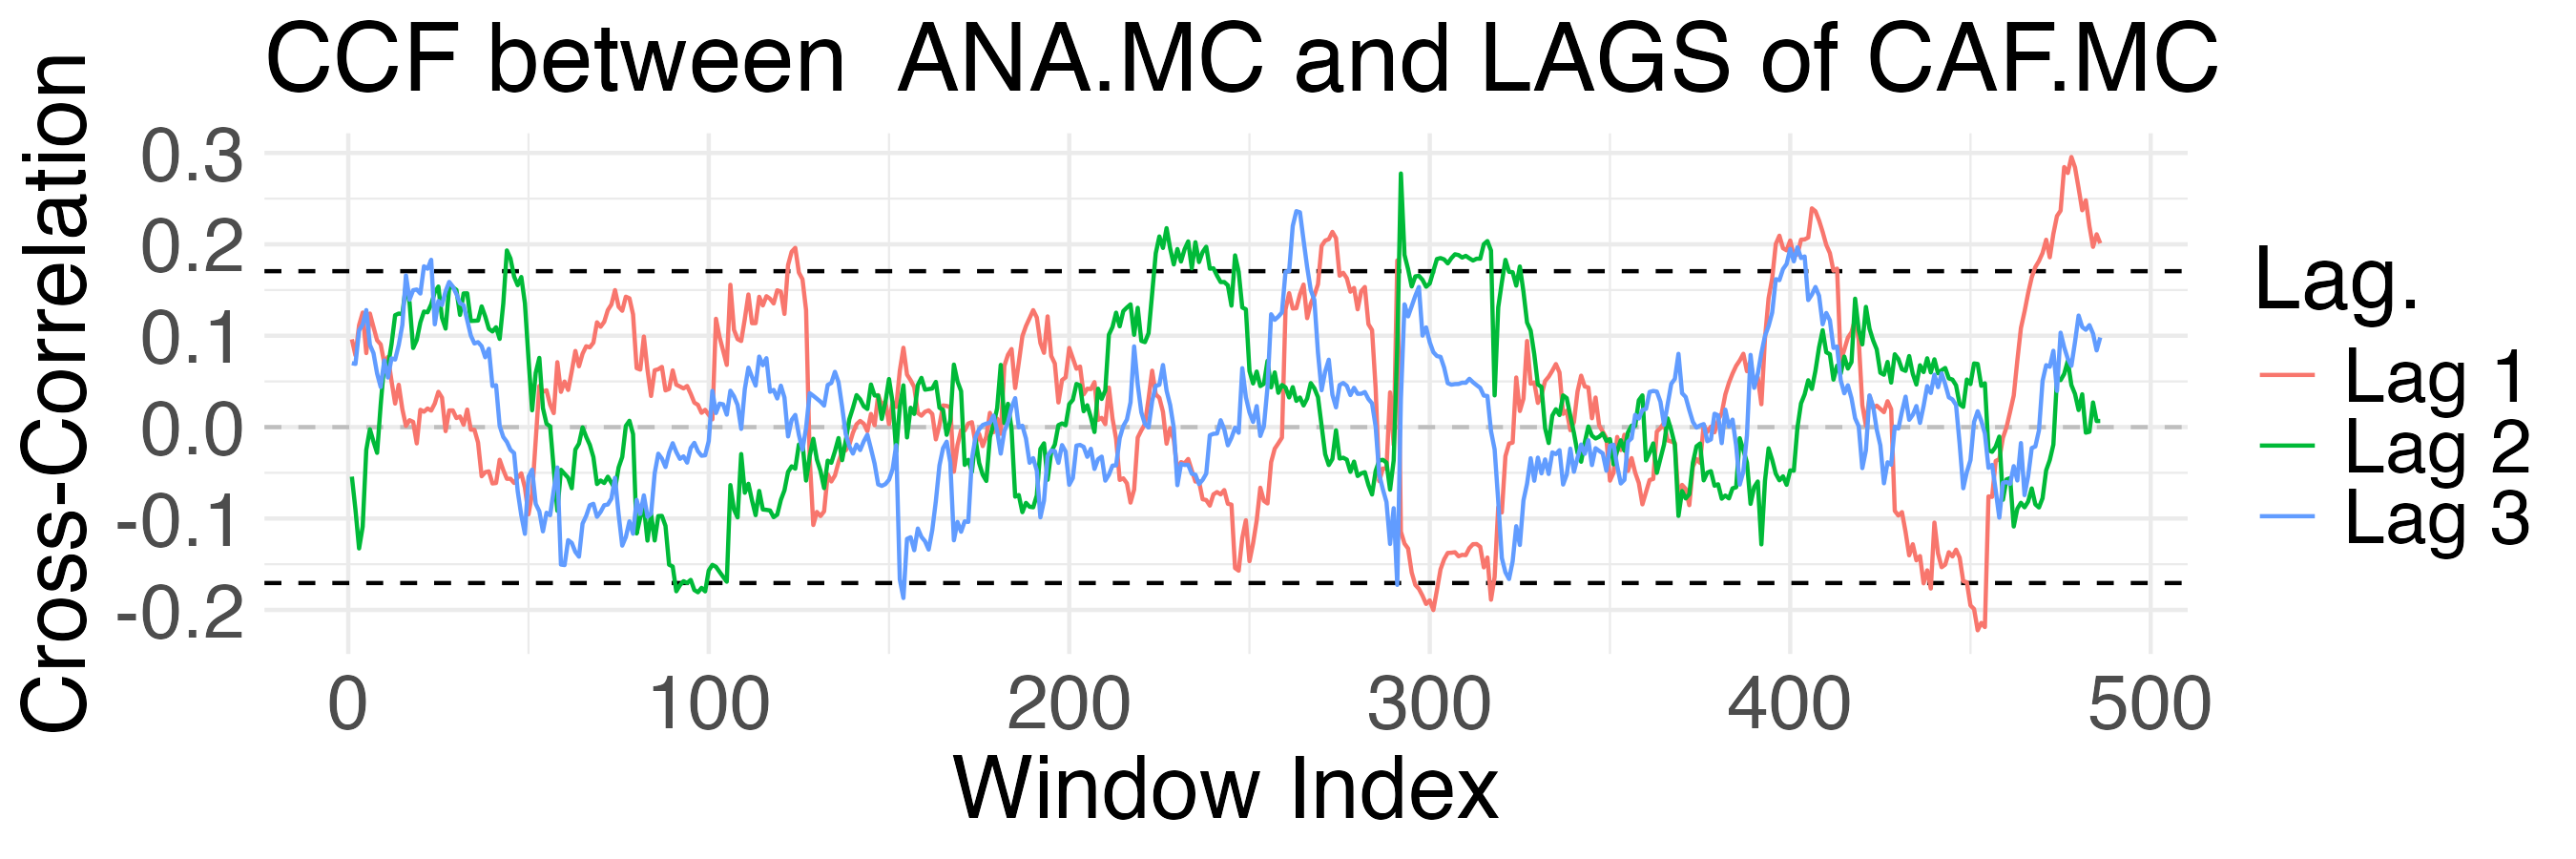 CCF between  ANA.MC and LAGS of CAF.MC
Cross-Correlation
0.3
0.2
0.1
0.0
-0.1
-0.2
0 100 200 300 400 500
Window Index
Lag.
Lag 1
Lag 2
Lag 3